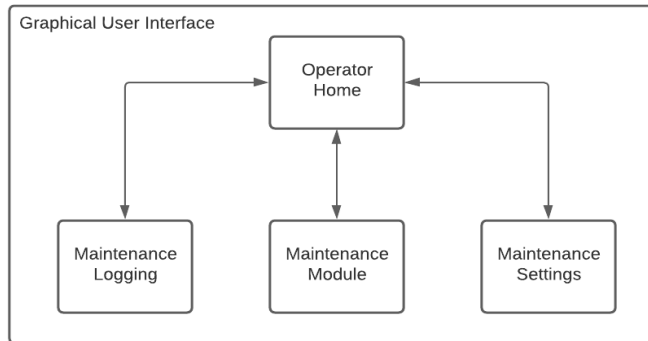 Graphical User Interface
Operator
Home
Maintenance
Logging
Maintenance
Module
Maintenance
Settings